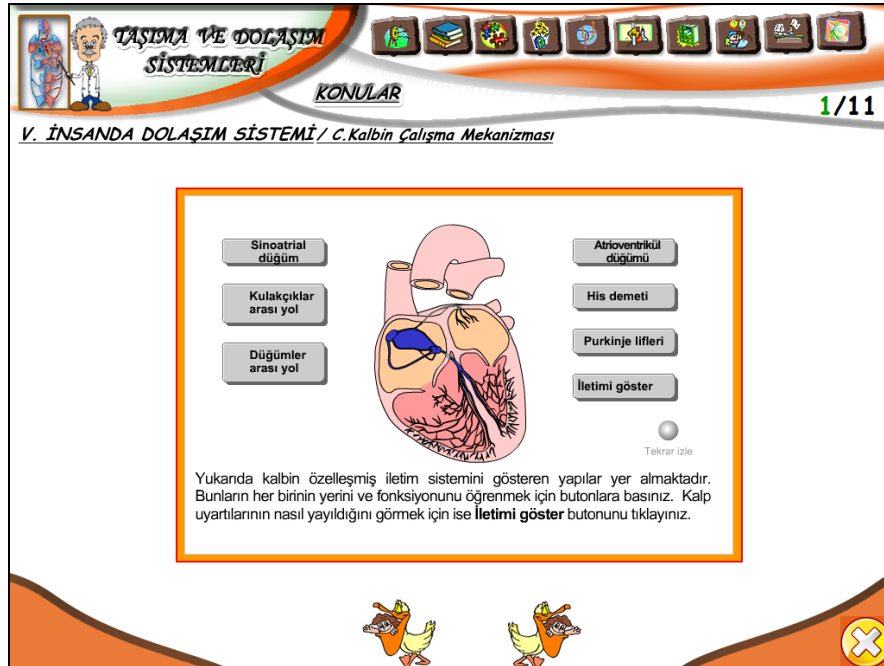 TAŞIMA VE DOLAŞIM
SİSTEMLERİ
KONULAR
1/11
V. İNSANDA DOLAŞIM SİSTEMİ / C.Kalbin Çalışma Mekanizması
Sinoatrial
düğüm
Kulakçıklar
arası yol
Düğümler
arası yol
Atrioventrikül
düğümü
His demeti
Purkinje lifleri
İletimi göster
Tekrar izle
Yukarıda kalbin özelleşmiş iletim sistemini gösteren yapılar yer almaktadır.
Bunların her birinin yerini ve fonksiyonunu öğrenmek için butonlara basınız. Kalp
uyartılarının nasıl yayıldığını görmek için ise İletimi göster butonunu tıklayınız.